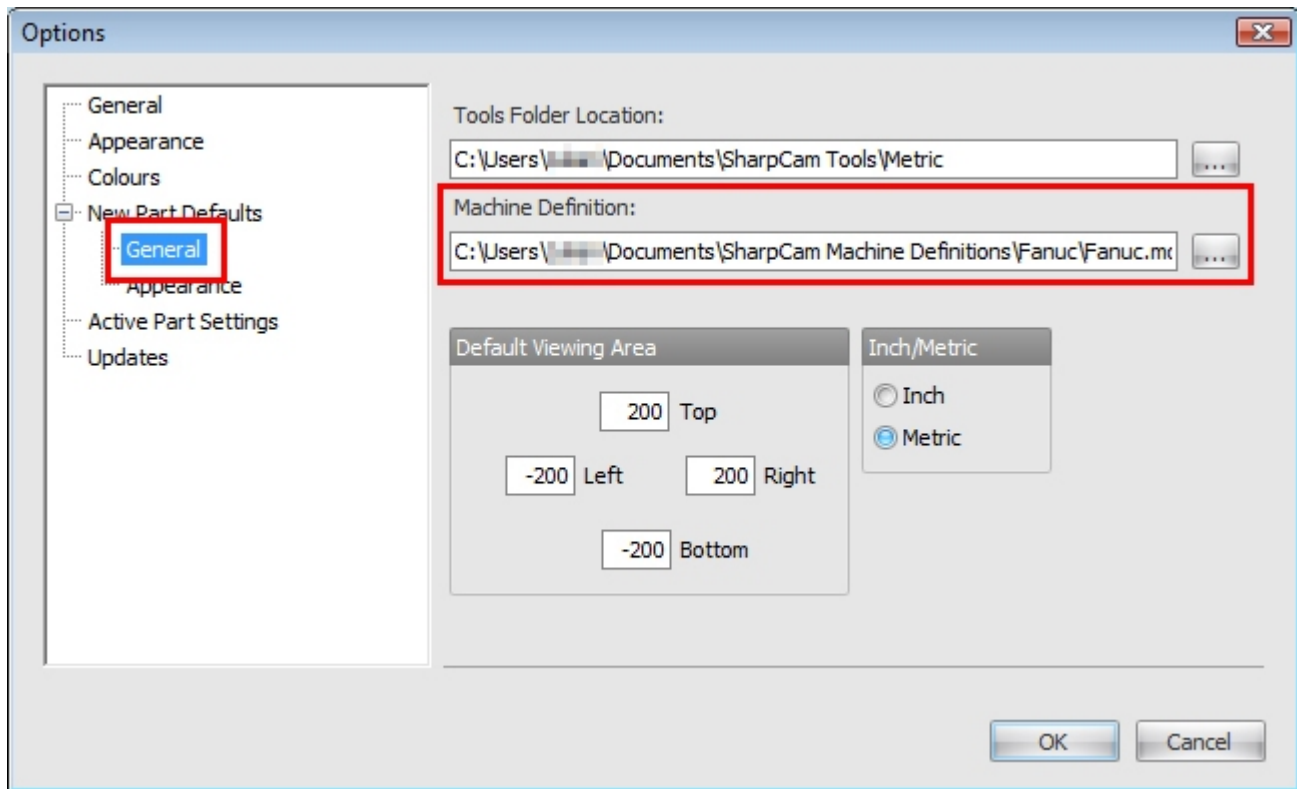 Options
General
Appearance
Colours
New Part Defaults
General
Appearance
Active Part Settings
Updates
Tools Folder Location:
C:\Users\ \Documents\SharpCam Tools\Metric
...
Machine Definition:
C:\Users\ \Documents\SharpCam Machine Definitions\Fanuc\Fanuc.mc
...
Default Viewing Area
200 Top
-200 Left 200 Right
-200 Bottom
Inch/Metric
Inch
Metric
OK Cancel